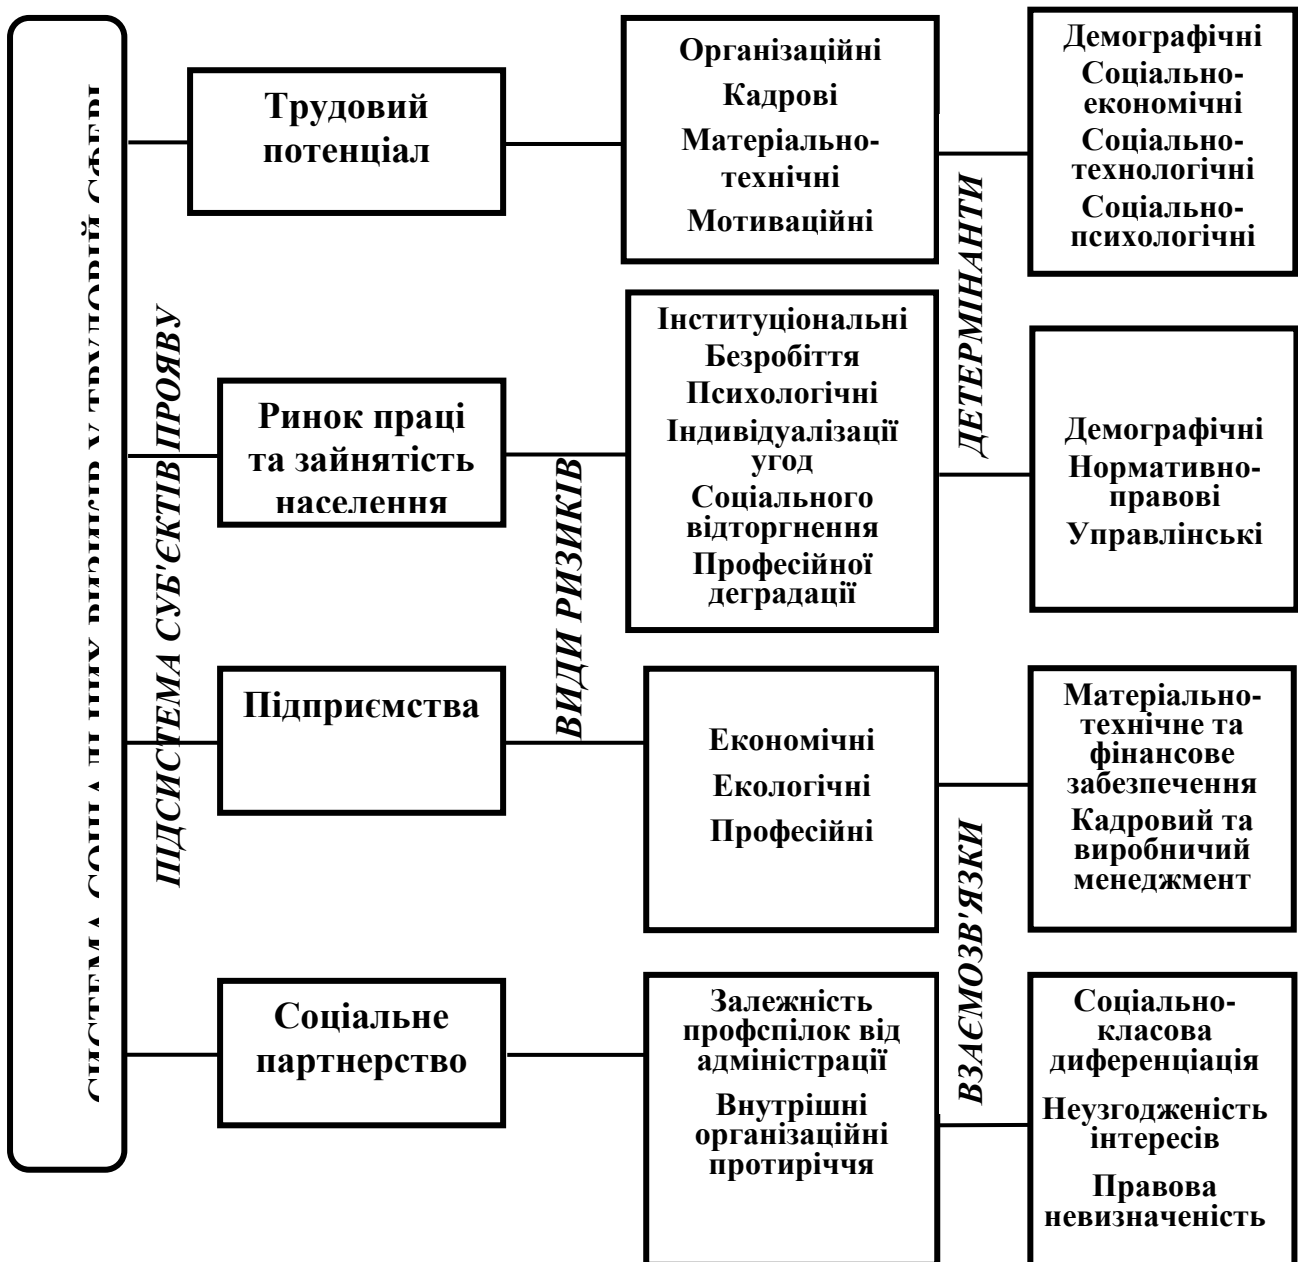 СИСТЕМА СОЦІАЛЬНИХ РИЗИКІВ У ТРУДОВІЙ СФЕРІ
ПІДСИСТЕМА СУБ'ЄКТІВ ПРОЯВУ
Трудовий
потенціал
Ринок праці
та зайнятість
населення
Підприємства
Соціальне
партнерство
ВИДИ РИЗИКІВ
Організаційні
Кадрові
Матеріально-
технічні
Мотиваційні
Інституціональні
Безробіття
Психологічні
Індивідуалізації
угод
Соціального
відторгнення
Професійної
деградації
Економічні
Екологічні
Професійні
Залежність
профспілок від
адміністрації
Внутрішні
організаційні
протиріччя
ДЕТЕРМІНАНТИ
ВЗАЄМОЗВ'ЯЗКИ
Демографічні
Соціально-
економічні
Соціально-
технологічні
Соціально-
психологічні
Демографічні
Нормативно-
правові
Управлінські
Матеріально-
технічне та
фінансове
забезпечення
Кадровий та
виробничий
менеджмент
Соціально-
класова
диференціація
Неузгодженість
інтересів
Правова
невизначеність